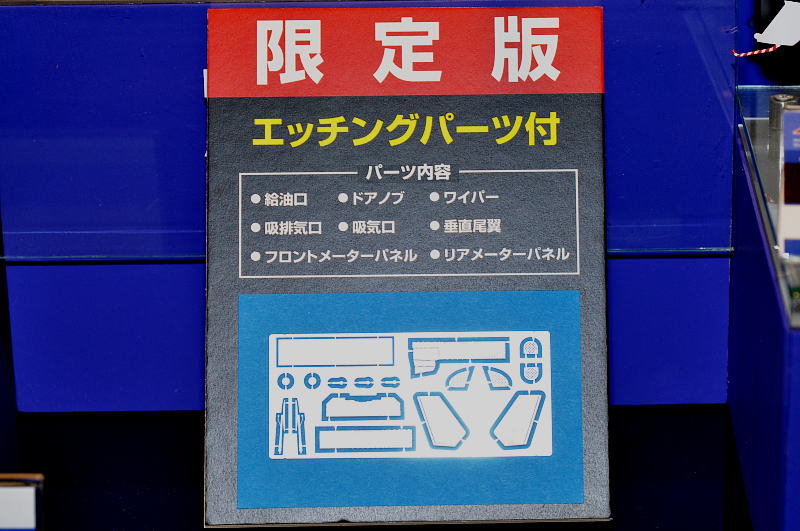 限定版
エッチングパーツ付
パーツ内容
●給油口 ●ドアノブ ●ワイパー
●吸排気口 ●吸気口 ●垂直尾翼
●フロントメーターパネル ●リアメーターパネル